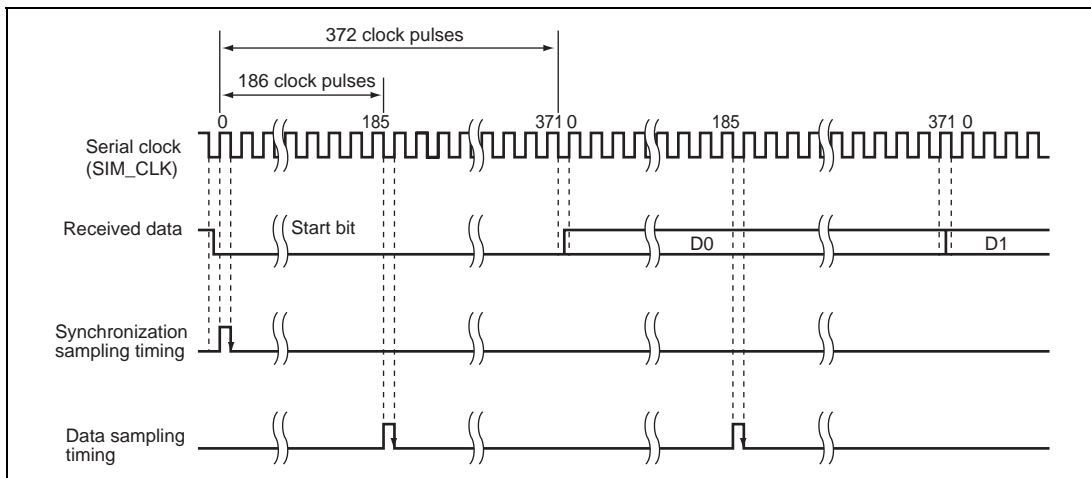 372 clock pulses
186 clock pulses
0 185 371 0 185 371 0
Serial clock
(SIM_CLK)
Received data
Start bit
D0
D1
Synchronization
sampling timing
Data sampling
timing